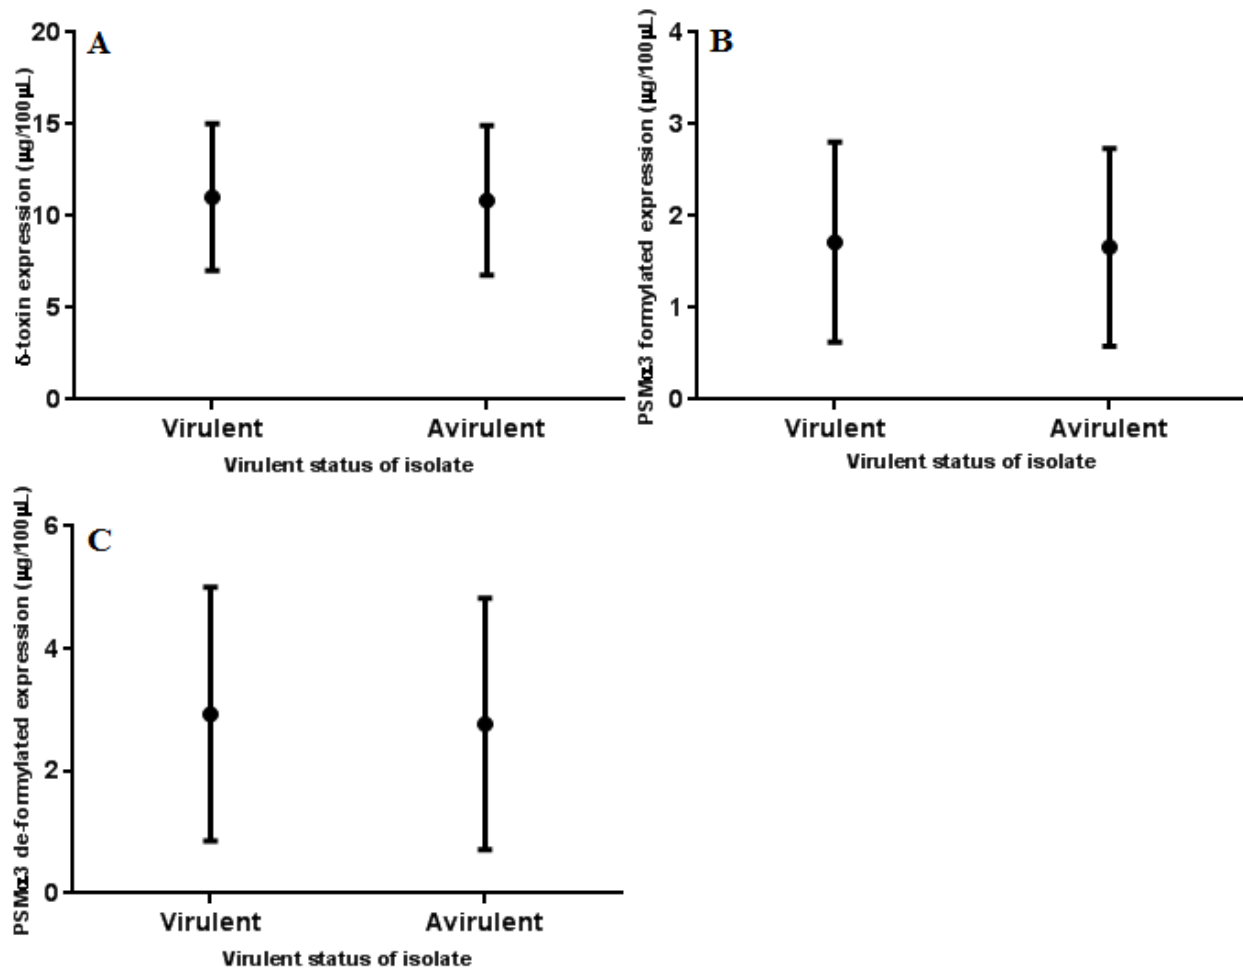 A
δ-toxin expression (μg/100μL)
20
15
10
5
0
Virulent Avirulent
Virulent status of isolate
B
PSMα3 formylated expression (μg/100μL)
4
3
2
1
0
Virulent Avirulent
Virulent status of isolate
C
PSMα3 de-formylated expression (μg/100μL)
6
4
2
0
Virulent Avirulent
Virulent status of isolate